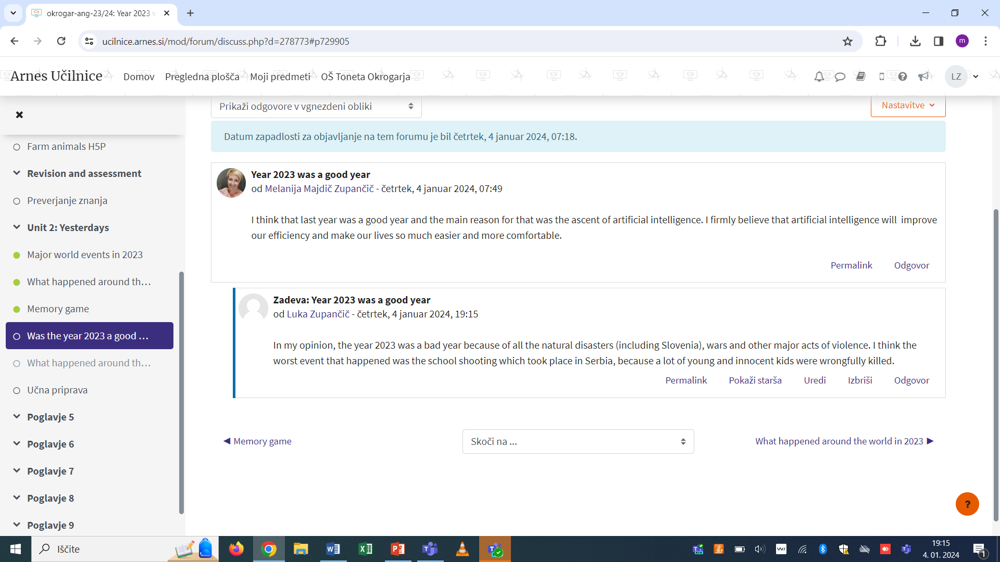 okrogar-ang-23/24: Year 2023 w
ucilnice.arnes.si/mod/forum/discuss.php?d=278773#p729905
m
Arnes Učilnice
Domov
Pregledna plošča
Moji predmeti
OŠ Toneta Okrogarja
LZ
Farm animals H5P
Revision and assessment
Preverjanje znanja
Unit 2: Yesterdays
Major world events in 2023
What happened around th...
Memory game
Was the year 2023 a good ...
What happened around th...
Učna priprava
Poglavje 5
Poglavje 6
Poglavje 7
Poglavje 8
Poglavje 9
Prikaži odgovore v vgnezdeni obliki
Nastavitve
Datum zapadlosti za objavljanje na tem forumu je bil četrtek, 4 januar 2024, 07:18.
Year 2023 was a good year
od Melanija Majdič Zupančič - četrtek, 4 januar 2024, 07:49
I think that last year was a good year and the main reason for that was the ascent of artificial intelligence. I firmly believe that artificial intelligence will improve
our efficiency and make our lives so much easier and more comfortable.
Permalink Odgovor
Zadeva: Year 2023 was a good year
od Luka Zupančič - četrtek, 4 januar 2024, 19:15
In my opinion, the year 2023 was a bad year because of all the natural disasters (including Slovenia), wars and other major acts of violence. I think the
worst event that happened was the school shooting which took place in Serbia, because a lot of young and innocent kids were wrongfully killed.
Permalink Pokaži starša Uredi Izbriši Odgovor
◀ Memory game
Skoči na ...
What happened around the world in 2023 ▶
?
Iščite
19:15
4. 01. 2024
1